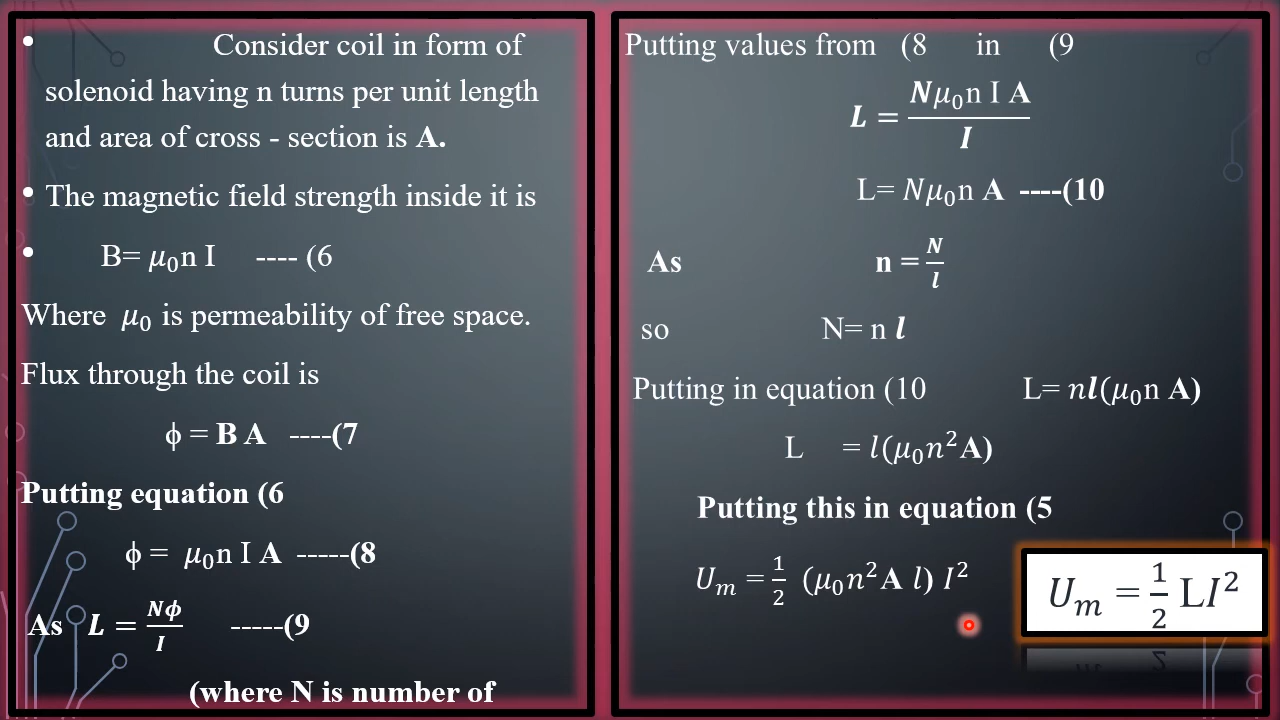 • Consider coil in form of
solenoid having n turns per unit length
and area of cross - section is A.
• The magnetic field strength inside it is
• B= μ₀n I ---- (6
Where μ₀ is permeability of free space.
Flux through the coil is
ϕ = B A ----(7
Putting equation (6
ϕ = μ₀n I A -----(8
As L = Nϕ/I -----(9
(where N is number of
Putting values from (8 in (9
L = Nμ₀n I A/I
L= Nμ₀n A ----(10
As n = N/l
so N= n l
Putting in equation (10 L= nl(μ₀n A)
L = l(μ₀n²A)
Putting this in equation (5
Uₘ = 1/2 (μ₀n²A l) I²
Uₘ = 1/2 LI²